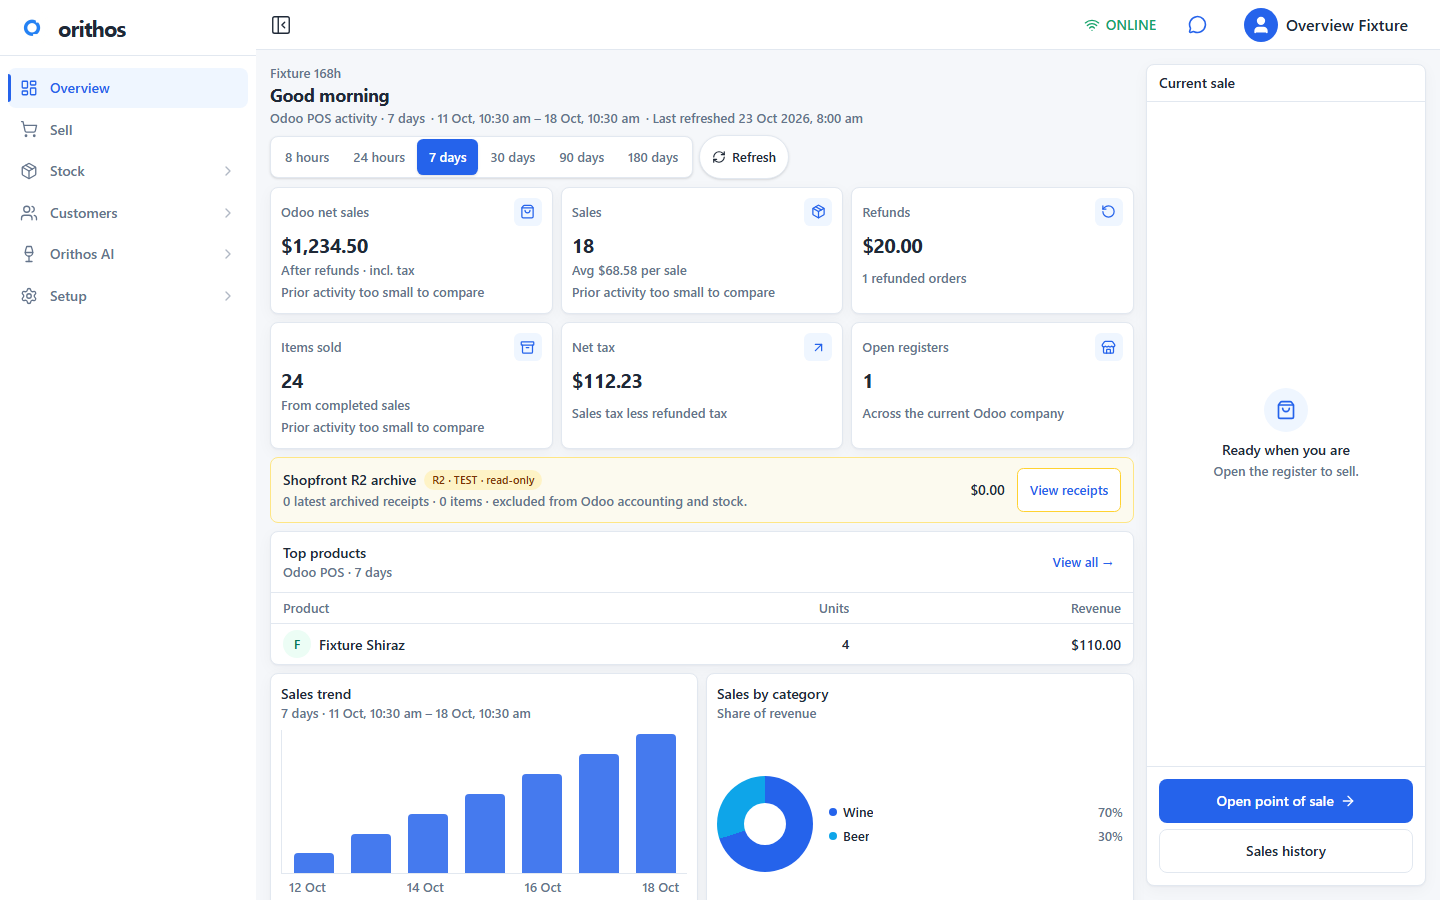 orithos
ONLINE
Overview Fixture
Overview
Sell
Stock
Customers
Orithos AI
Setup
Fixture 168h
Good morning
Odoo POS activity · 7 days · 11 Oct, 10:30 am – 18 Oct, 10:30 am · Last refreshed 23 Oct 2026, 8:00 am
8 hours
24 hours
7 days
30 days
90 days
180 days
Refresh
Odoo net sales
$1,234.50
After refunds · incl. tax
Prior activity too small to compare
Sales
18
Avg $68.58 per sale
Prior activity too small to compare
Refunds
$20.00
1 refunded orders
Items sold
24
From completed sales
Prior activity too small to compare
Net tax
$112.23
Sales tax less refunded tax
Open registers
1
Across the current Odoo company
Shopfront R2 archive R2 · TEST · read-only
0 latest archived receipts · 0 items · excluded from Odoo accounting and stock.
$0.00
View receipts
Top products
Odoo POS · 7 days
View all →
Product Units Revenue
F Fixture Shiraz 4 $110.00
Sales trend
7 days · 11 Oct, 10:30 am – 18 Oct, 10:30 am
12 Oct 14 Oct 16 Oct 18 Oct
Sales by category
Share of revenue
Wine 70%
Beer 30%
Current sale
Ready when you are
Open the register to sell.
Open point of sale →
Sales history